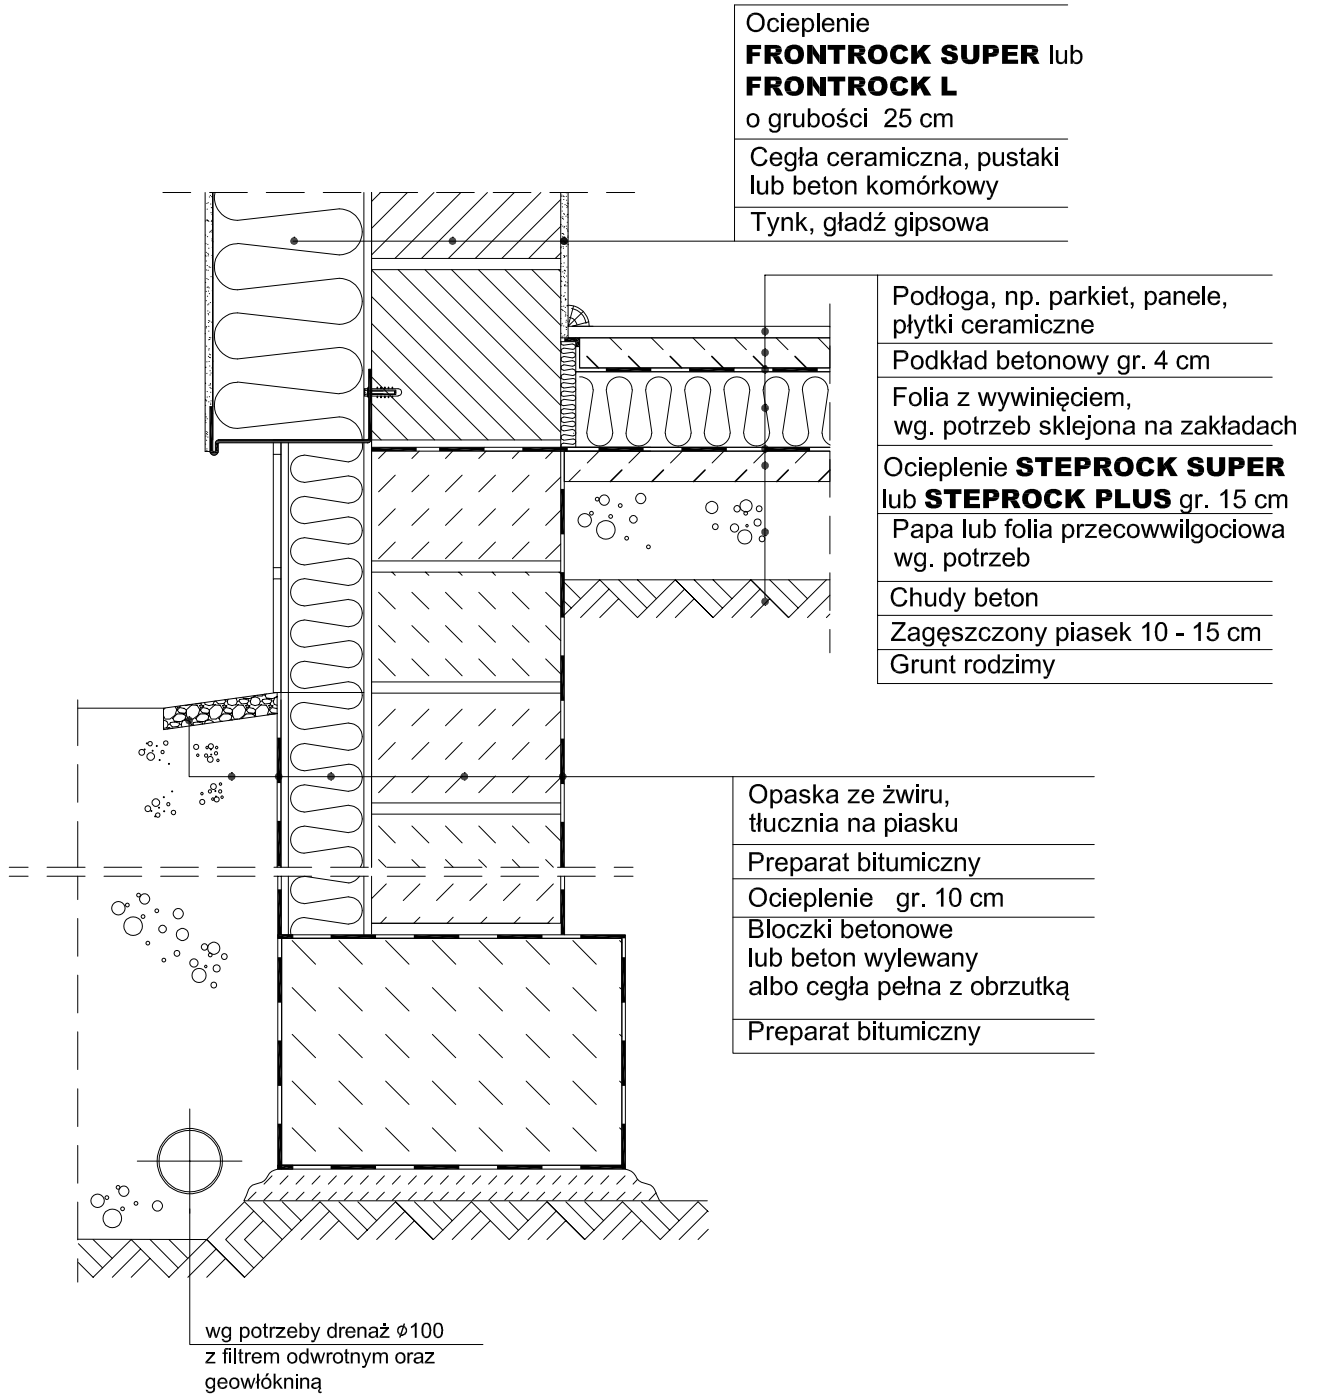 Ocieplenie
FRONTROCK SUPER lub
FRONTROCK L
o grubości 25 cm
Cegła ceramiczna, pustaki
lub beton komórkowy
Tynk, gładź gipsowa
Podłoga, np. parkiet, panele,
płytki ceramiczne
Podkład betonowy gr. 4 cm
Folia z wywinięciem,
wg. potrzeb sklejona na zakładach
Ocieplenie STEPROCK SUPER
lub STEPROCK PLUS gr. 15 cm
Papa lub folia przecowwilgociowa
wg. potrzeb
Chudy beton
Zagęszczony piasek 10 - 15 cm
Grunt rodzimy
Opaska ze żwiru,
tłucznia na piasku
Preparat bitumiczny
Ocieplenie gr. 10 cm
Bloczki betonowe
lub beton wylewany
albo cegła pełna z obrzutką
Preparat bitumiczny
wg potrzeby drenaż ø100
z filtrem odwrotnym oraz
geowłókniną